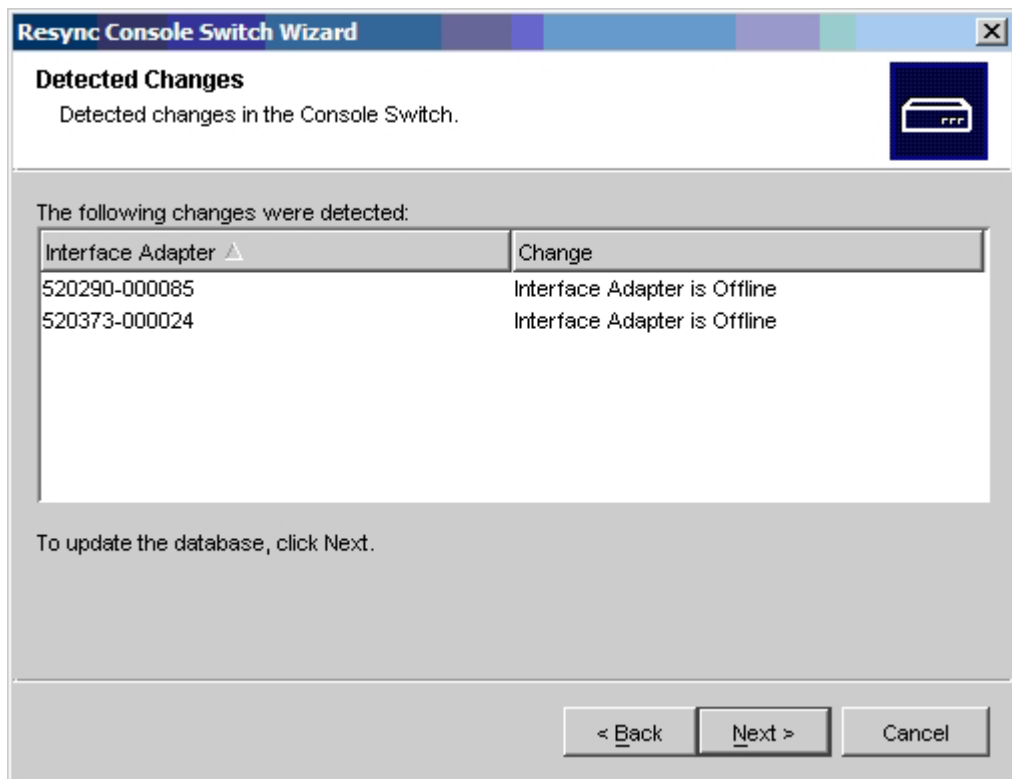 Resync Console Switch Wizard
Detected Changes
Detected changes in the Console Switch.
The following changes were detected:
Interface Adapter Change
520290-000085 Interface Adapter is Offline
520373-000024 Interface Adapter is Offline
To update the database, click Next.
< Back Next > Cancel